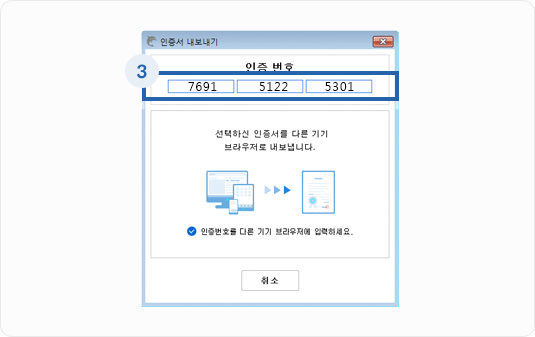 인증서 내보내기
인증 번호
3
7691 5122 5301
선택하신 인증서를 다른 기기
브라우저로 내보냅니다.
인증번호를 다른 기기 브라우저에 입력하세요.
취소